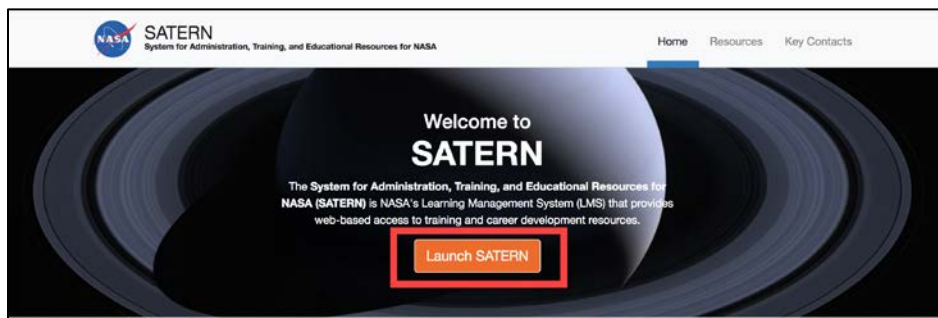 NASA
SATERN
System for Administration, Training, and Educational Resources for NASA
Home Resources Key Contacts
Welcome to
SATERN
The System for Administration, Training, and Educational Resources for
NASA (SATERN) is NASA's Learning Management System (LMS) that provides
web-based access to training and career development resources.
Launch SATERN